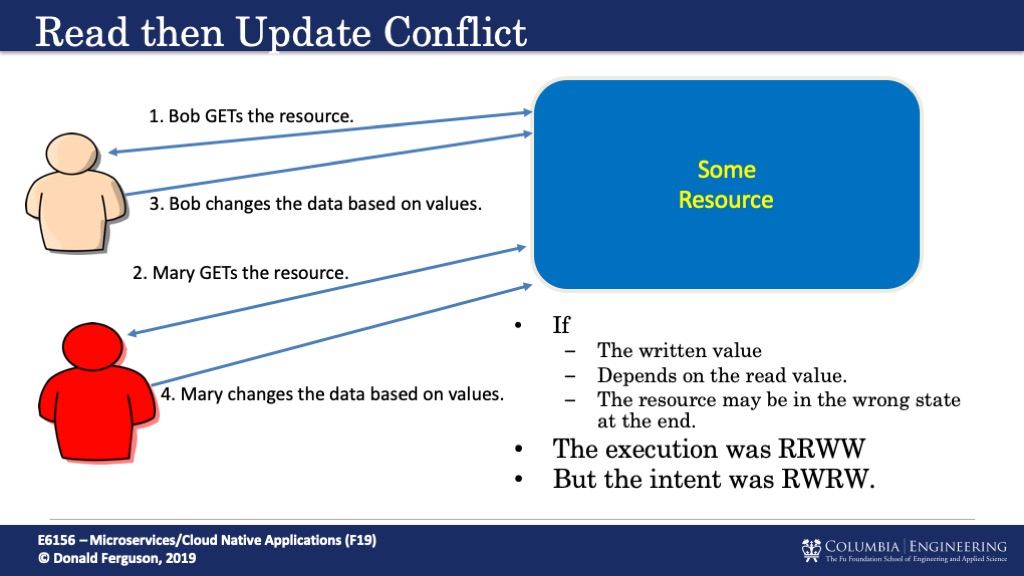 Read then Update Conflict
1. Bob GETs the resource.
Some
Resource
3. Bob changes the data based on values.
2. Mary GETs the resource.
4. Mary changes the data based on values.
• If
– The written value
– Depends on the read value.
– The resource may be in the wrong state
at the end.
• The execution was RRWW
• But the intent was RWRW.
E6156 – Microservices/Cloud Native Applications (F19)
© Donald Ferguson, 2019
COLUMBIA | ENGINEERING
The Fu Foundation School of Engineering and Applied Science